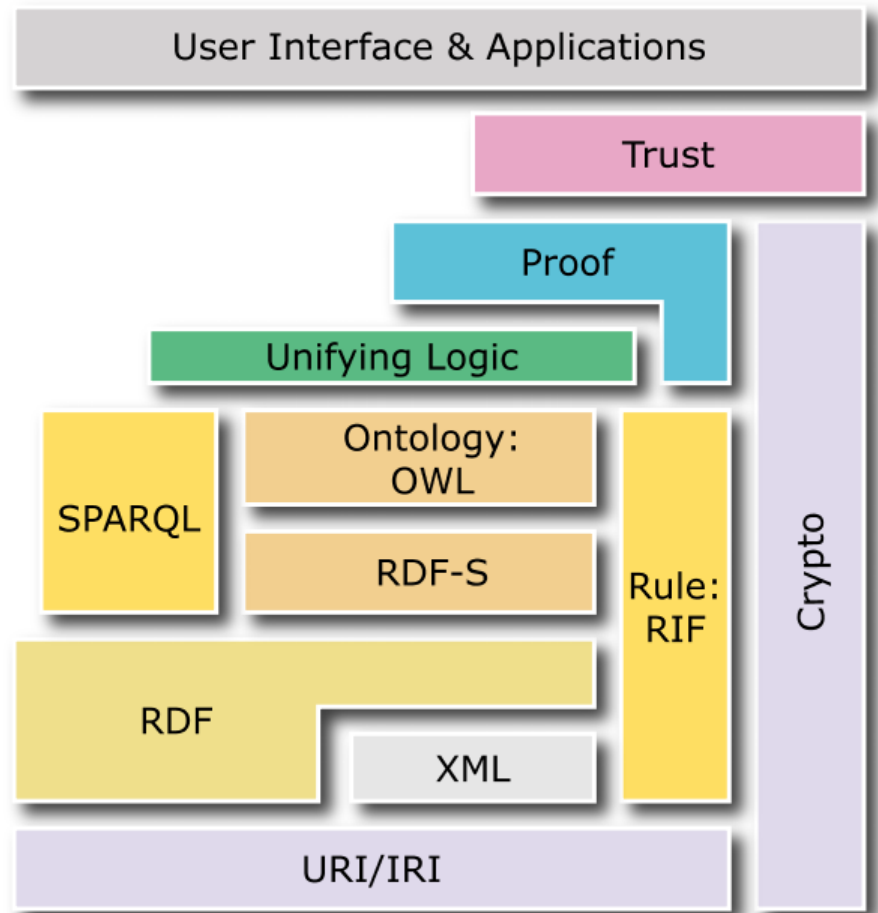 User Interface & Applications
Trust
Proof
Unifying Logic
Ontology:
OWL
SPARQL
RDF-S
Rule:
RIF
Crypto
RDF
XML
URI/IRI